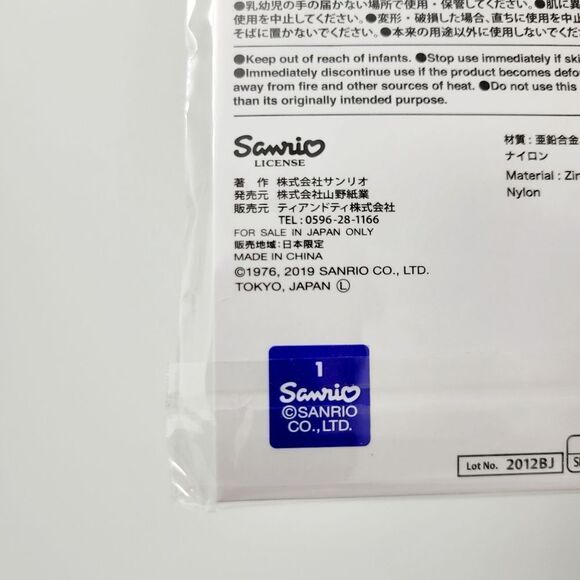 ●乳幼児の手の届かない場所で使用・保管してください。●肌に異
使用を中止してください。●変形・破損した場合、直ちに使用を中止
そばに置かないでください。●本来の用途以外に使用しないでくださ
●Keep out of reach of infants. ●Stop use immediately if ski
●Immediately discontinue use if the product becomes defo
away from fire and other sources of heat. ●Do not use this
than its originally intended purpose.
Sanrio
LICENSE
著 作 株式会社サンリオ
発売元 株式会社山野紙業
販売元 ティアンドティ株式会社
TEL : 0596-28-1166
FOR SALE IN JAPAN ONLY
販売地域: 日本限定
MADE IN CHINA
©1976, 2019 SANRIO CO., LTD.
TOKYO, JAPAN Ⓛ
材質 : 亜鉛合金
ナイロン
Material : Zin
Nylon
1
Sanrio
©SANRIO
CO., LTD.
Lot No. 2012BJ